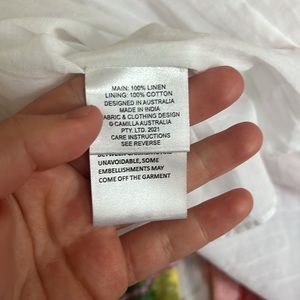 MAIN: 100% LINEN
LINING: 100% COTTON
DESIGNED IN AUSTRALIA
MADE IN INDIA
FABRIC & CLOTHING DESIGN
© CAMILLA AUSTRALIA
PTY. LTD. 2021
CARE INSTRUCTIONS
SEE REVERSE
UNAVOIDABLE, SOME
EMBELLISHMENTS MAY
COME OFF THE GARMENT